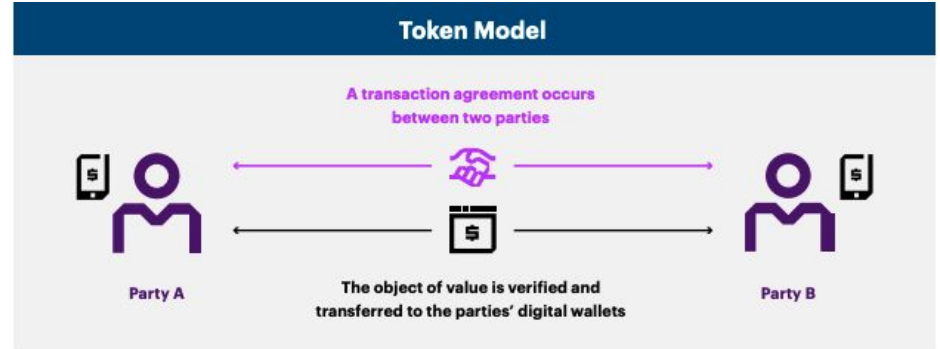 Token Model
A transaction agreement occurs
between two parties
$
$
$
The object of value is verified and
transferred to the parties' digital wallets
Party A
Party B